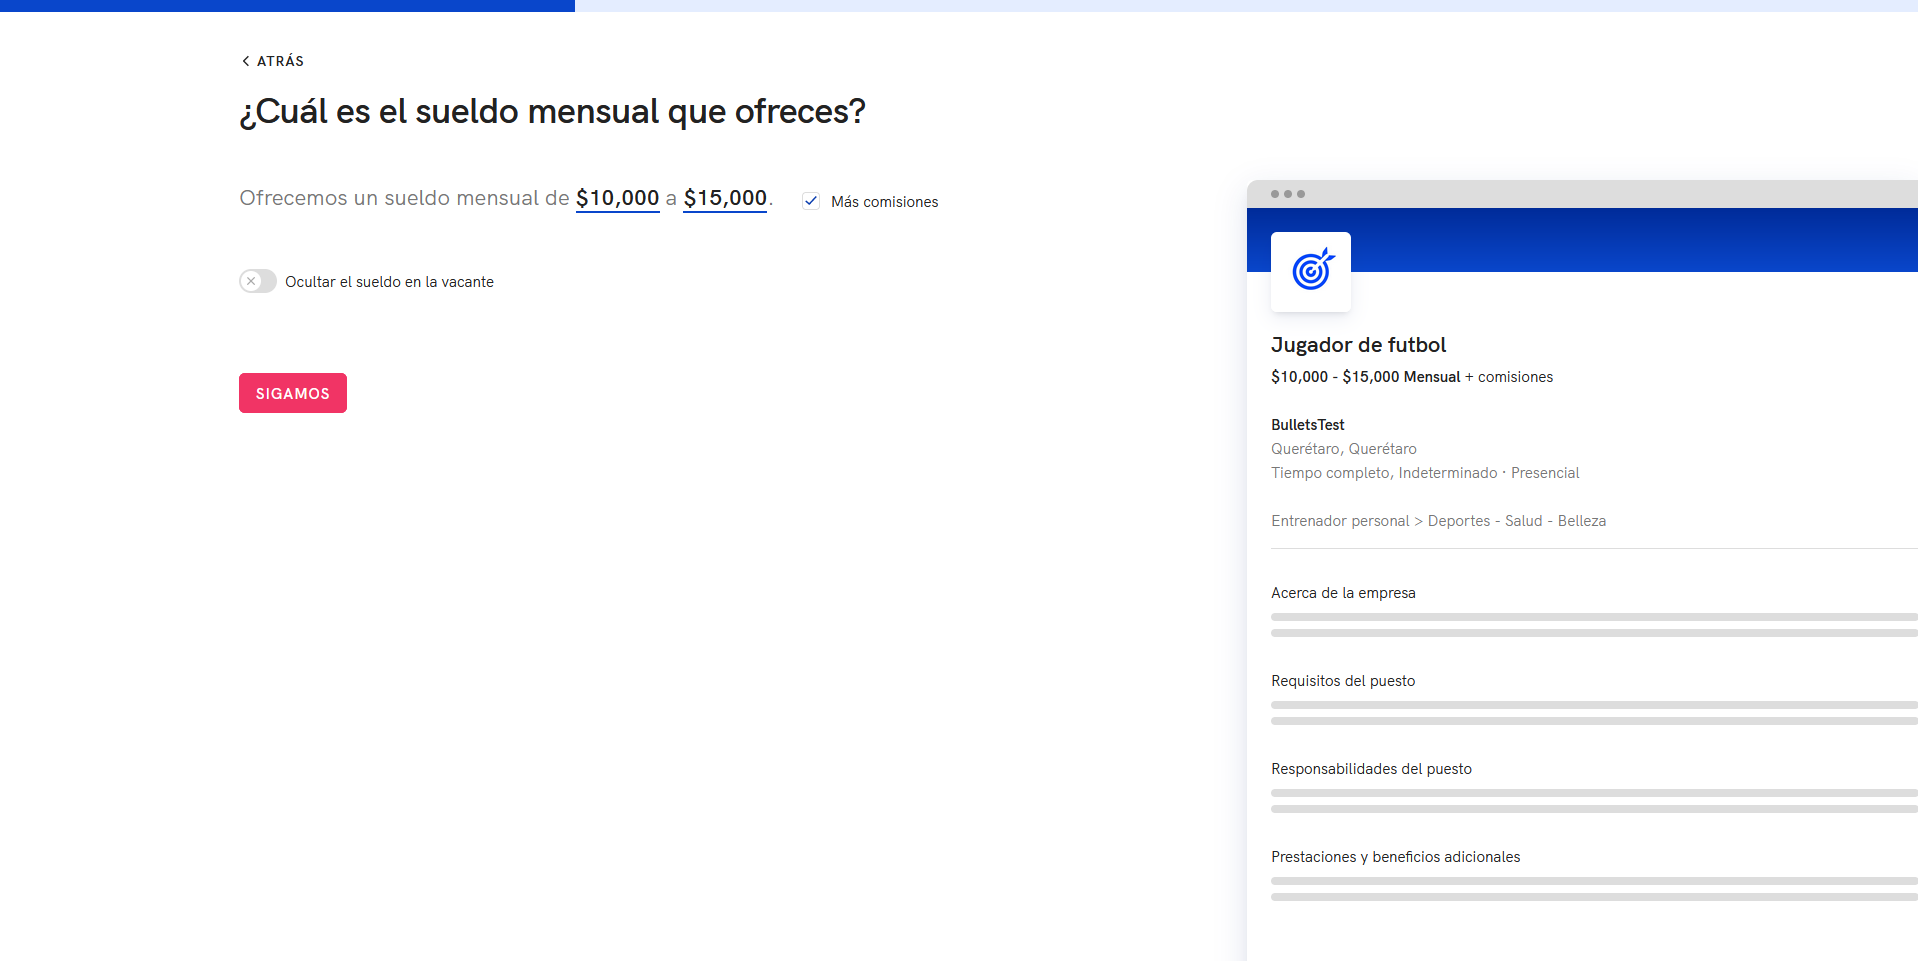 ATRÁS
¿Cuál es el sueldo mensual que ofreces?
Ofrecemos un sueldo mensual de $10,000 a $15,000. Más comisiones
Ocultar el sueldo en la vacante
SIGAMOS
Jugador de futbol
$10,000 - $15,000 Mensual + comisiones
BulletsTest
Querétaro, Querétaro
Tiempo completo, Indeterminado · Presencial
Entrenador personal > Deportes - Salud - Belleza
Acerca de la empresa
Requisitos del puesto
Responsabilidades del puesto
Prestaciones y beneficios adicionales